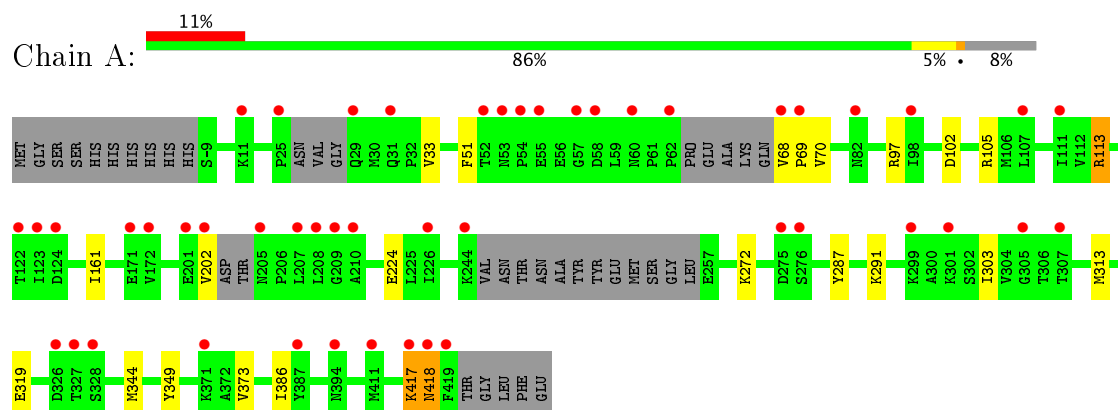 11%
Chain A:
86%
5%
•
8%
MET GLY SER SER HIS HIS HIS HIS HIS HIS HIS S-9 K11 P25 ASN VAL GLY Q29 M30 Q31 P32 V33 F51 T52 N53 P54 E55 E56 G57 D58 L59 N60 P61 P62 PRO GLU ALA LYS GLN V68 P69 V70 N82 R97 I98 D102 R105 M106 L107 I111 V112 R113
T122 I123 D124 I161 E171 V172 E201 V202 ASP THR N205 P206 L207 L208 G209 A210 E224 L225 I226 K244 VAL ASN THR THR ASN ALA TYR TYR GLU MET SER GLY LEU E257 K272 D275 S276 Y287 K291 K299 A300 K301 S302 I303 V304 G305 T306 T307 M313
E319 D326 T327 S328 M344 Y349 K371 A372 V373 I386 Y387 N394 M411 K417 N418 F419 THR GLY LEU PHE GLU